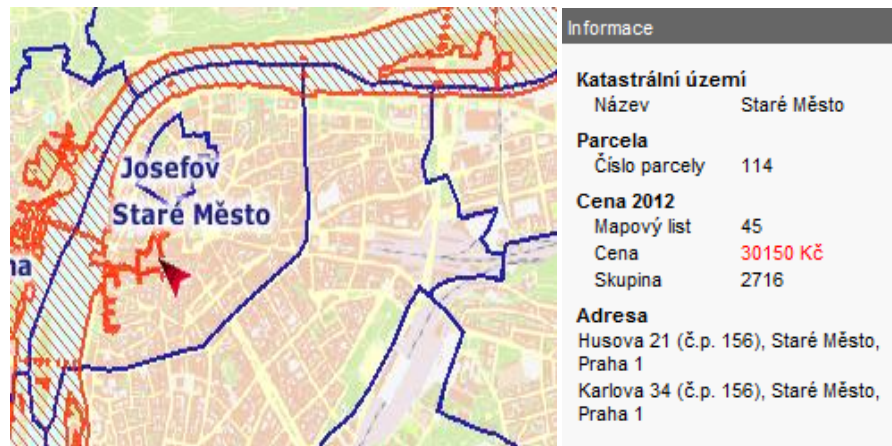 Josefov
Staré Město
na
Informace
Katastrální území
Název Staré Město
Parcela
Číslo parcely 114
Cena 2012
Mapový list 45
Cena 30150 Kč
Skupina 2716
Adresa
Husova 21 (č.p. 156), Staré Město,
Praha 1
Karlova 34 (č.p. 156), Staré Město,
Praha 1